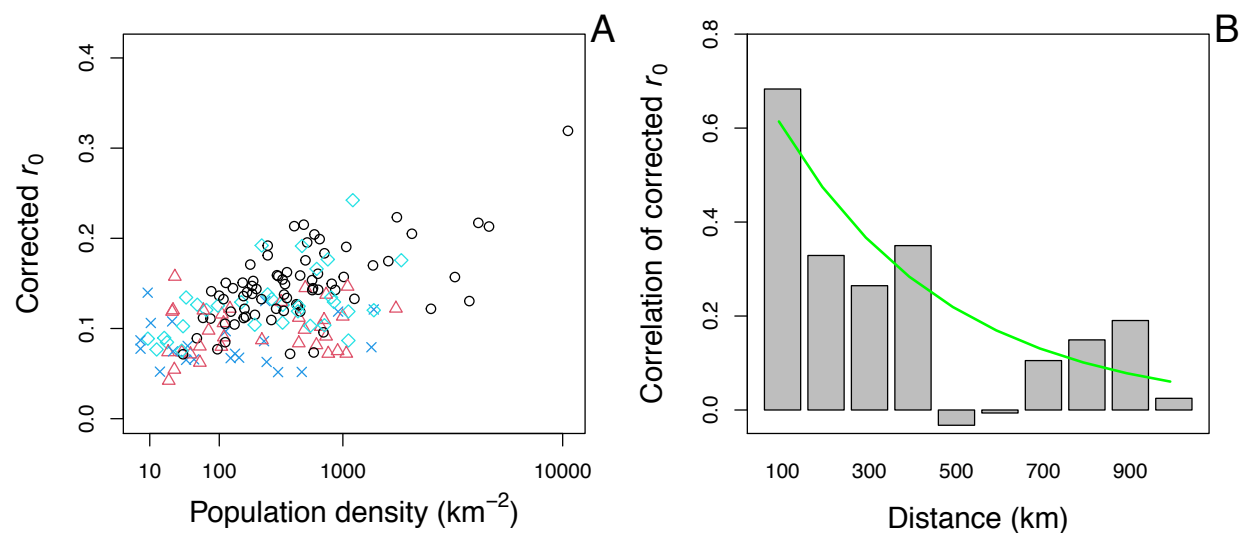 A
Corrected r₀
0.4
0.3
0.2
0.1
0.0
10 100 1000 10000
Population density (km⁻²)
B
Correlation of corrected r₀
0.8
0.6
0.4
0.2
0.0
100 300 500 700 900
Distance (km)